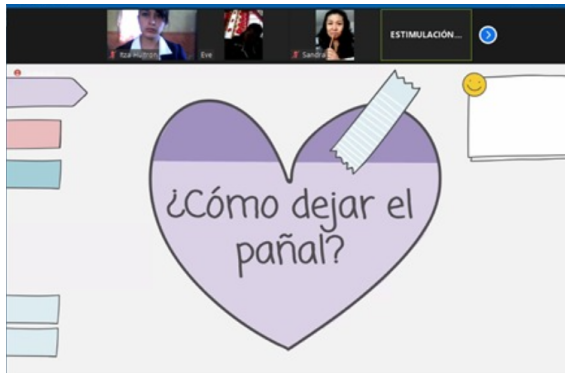 Eve
Sandra
ESTIMULACIÓN...
¿Cómo dejar el
pañal?